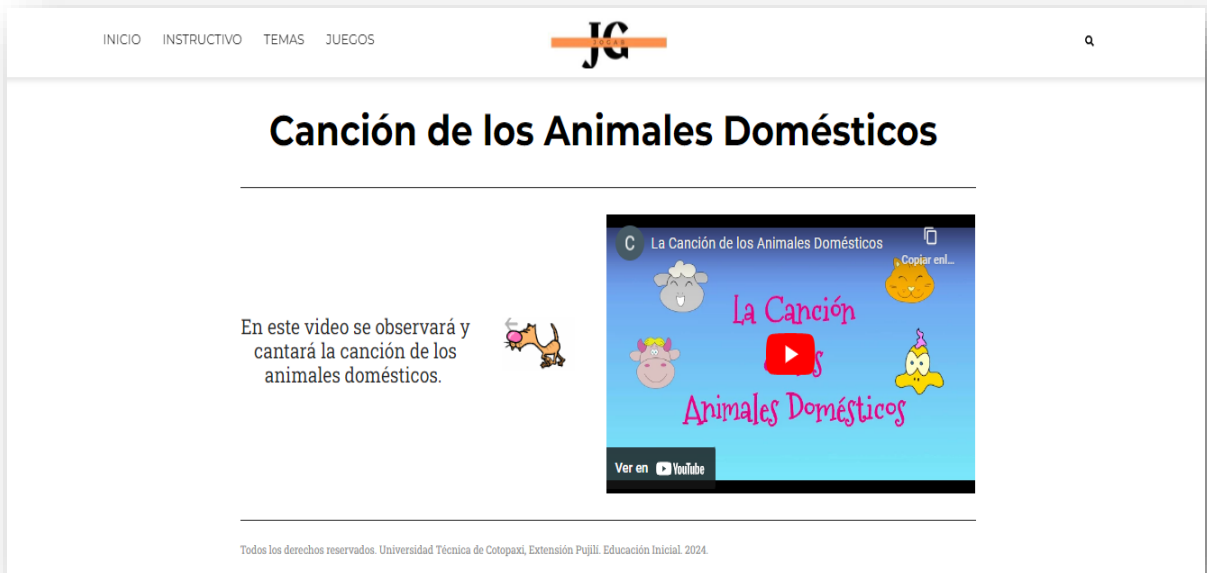 INICIO INSTRUCTIVO TEMAS JUEGOS
JG
JUGAR
Canción de los Animales Domésticos
En este video se observará y
cantará la canción de los
animales domésticos.
C La Canción de los Animales Domésticos
Copiar enl...
La Canción
Animales Domésticos
Ver en YouTube
Todos los derechos reservados. Universidad Técnica de Cotopaxi, Extensión Pujilí. Educación Inicial. 2024.